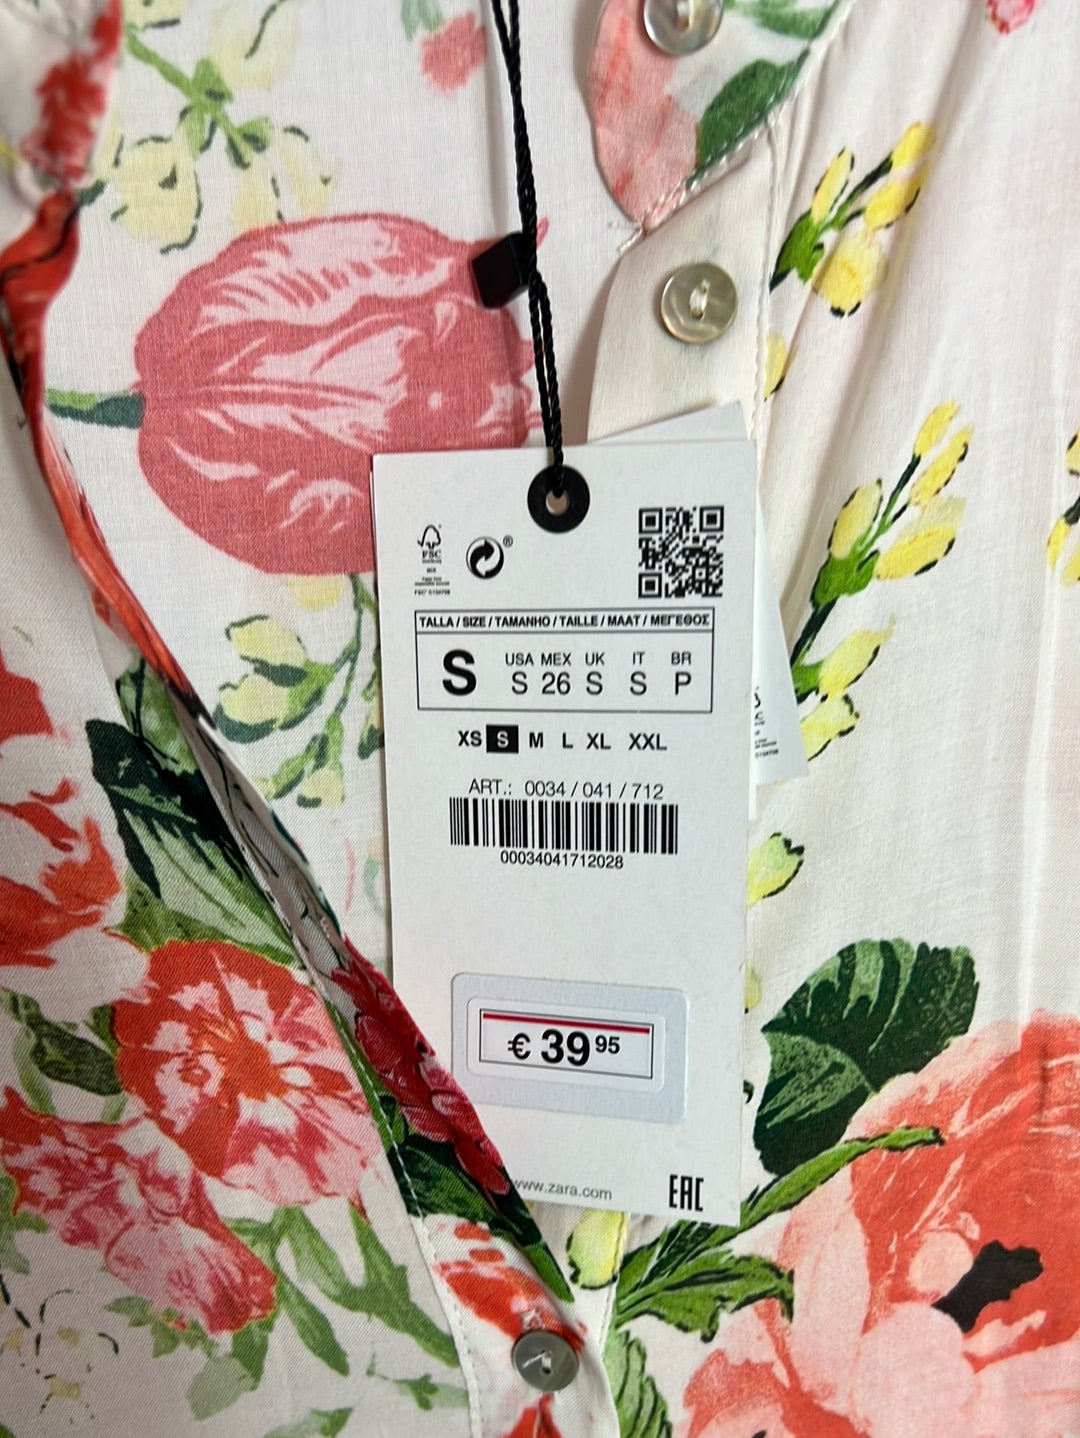 FSC
MIX
®
TALLA / SIZE / TAMANHO / TAILLE / MAAT / ΜΕΓΕΘΟΣ
S
USA MEX UK IT BR
S 26 S S P
XS S M L XL XXL
ART.: 0034 / 041 / 712
00034041712028
€ 39 95
www.zara.com
EAC